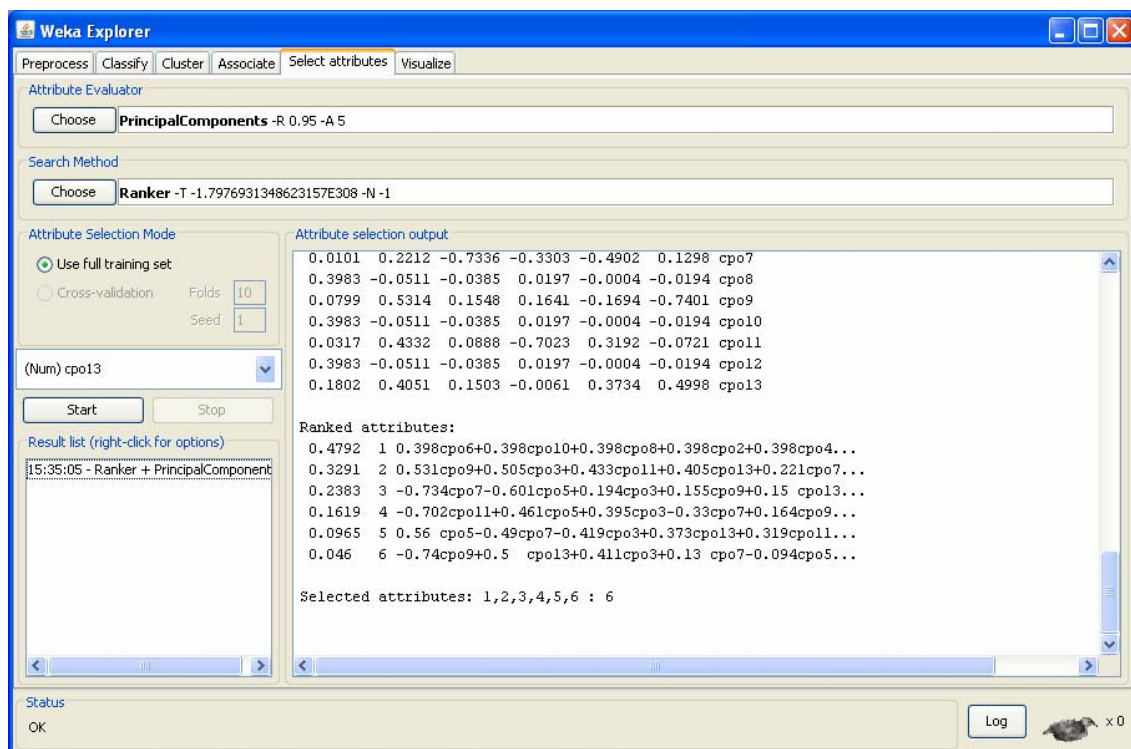 Weka Explorer
Preprocess Classify Cluster Associate Select attributes Visualize
Attribute Evaluator
Choose PrincipalComponents -R 0.95 -A 5
Search Method
Choose Ranker -T -1.7976931348623157E308 -N -1
Attribute Selection Mode
Use full training set
Cross-validation Folds 10
Seed 1
(Num) cpo13
Start Stop
Result list (right-click for options)
15:35:05 - Ranker + PrincipalComponent
Attribute selection output
0.0101 0.2212 -0.7336 -0.3303 -0.4902 0.1298 cpo7
0.3983 -0.0511 -0.0385 0.0197 -0.0004 -0.0194 cpo8
0.0799 0.5314 0.1548 0.1641 -0.1694 -0.7401 cpo9
0.3983 -0.0511 -0.0385 0.0197 -0.0004 -0.0194 cpo10
0.0317 0.4332 0.0888 -0.7023 0.3192 -0.0721 cpo11
0.3983 -0.0511 -0.0385 0.0197 -0.0004 -0.0194 cpo12
0.1802 0.4051 0.1503 -0.0061 0.3734 0.4998 cpo13
Ranked attributes:
0.4792 1 0.398cpo6+0.398cpo10+0.398cpo8+0.398cpo2+0.398cpo4...
0.3291 2 0.531cpo9+0.505cpo3+0.433cpo11+0.405cpo13+0.221cpo7...
0.2383 3 -0.734cpo7-0.601cpo5+0.194cpo3+0.155cpo9+0.15 cpo13...
0.1619 4 -0.702cpo11+0.461cpo5+0.395cpo3-0.33cpo7+0.164cpo9...
0.0965 5 0.56 cpo5-0.49cpo7-0.419cpo3+0.373cpo13+0.319cpo11...
0.046 6 -0.74cpo9+0.5 cpo13+0.411cpo3+0.13 cpo7-0.094cpo5...
Selected attributes: 1,2,3,4,5,6 : 6
Status
OK
Log x 0